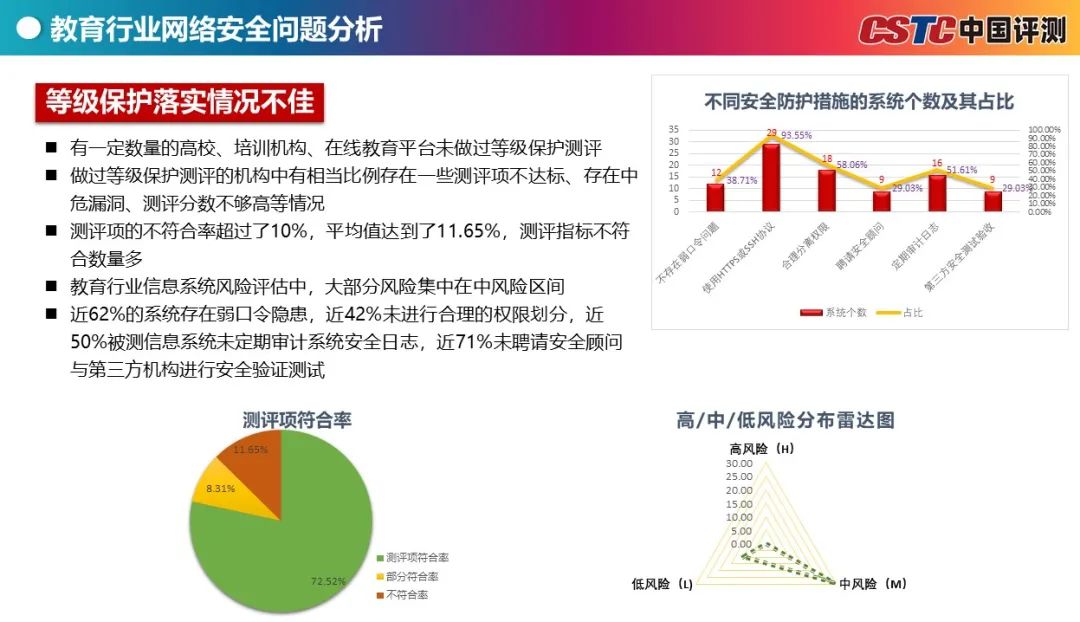 教育行业网络安全问题分析
CSTC中国评测
等级保护落实情况不佳
■ 有一定数量的高校、培训机构、在线教育平台未做过等级保护测评
■ 做过等级保护测评的机构中有相当比例存在一些测评项不达标、存在中
危漏洞、测评分数不够高等情况
■ 测评项的不符合率超过了10%，平均值达到了11.65%，测评指标不符
合数量多
■ 教育行业信息系统风险评估中，大部分风险集中在中风险区间
■ 近62%的系统存在弱口令隐患，近42%未进行合理的权限划分，近
50%被测信息系统未定期审计系统安全日志，近71%未聘请安全顾问
与第三方机构进行安全验证测试
不同安全防护措施的系统个数及其占比
35
30
25
20
15
10
5
0
12
29
18
9
16
9
38.71%
93.55%
58.06%
29.03%
51.61%
29.03%
100.00%
90.00%
80.00%
70.00%
60.00%
50.00%
40.00%
30.00%
20.00%
10.00%
0.00%
不存在弱口令问题
使用HTTPS或SSH协议
合理分离权限
聘请安全顾问
定期审计日志
第三方安全测试验收
系统个数
占比
测评项符合率
11.65%
8.31%
72.52%
测评项符合率
部分符合率
不符合率
高/中/低风险分布雷达图
高风险（H）
30.00
25.00
20.00
15.00
10.00
5.00
0.00
低风险（L）
中风险（M）